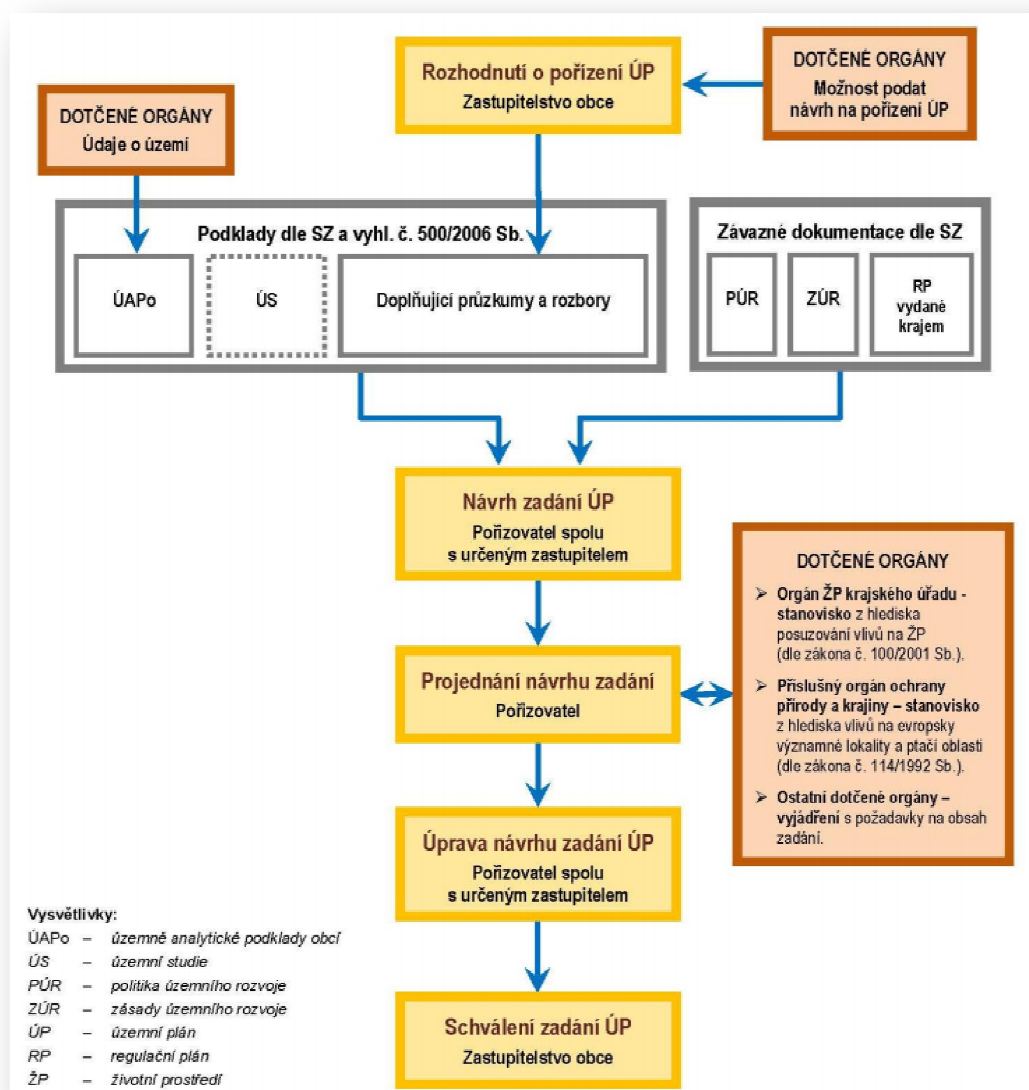 Rozhodnutí o pořízení ÚP
Zastupitelstvo obce
DOTČENÉ ORGÁNY
Možnost podat
návrh na pořízení ÚP
DOTČENÉ ORGÁNY
Údaje o území
Podklady dle SZ a vyhl. č. 500/2006 Sb.
ÚAPo
ÚS
Doplňující průzkumy a rozbory
Závazné dokumentace dle SZ
PÚR
ZÚR
RP
vydané
krajem
Návrh zadání ÚP
Pořizovatel spolu
s určeným zastupitelem
DOTČENÉ ORGÁNY
➢ Orgán ŽP krajského úřadu -
stanovisko z hlediska
posuzování vlivů na ŽP
(dle zákona č. 100/2001 Sb.).
➢ Příslušný orgán ochrany
přírody a krajiny – stanovisko
z hlediska vlivů na evropsky
významné lokality a ptačí oblasti
(dle zákona č. 114/1992 Sb.).
➢ Ostatní dotčené orgány –
vyjádření s požadavky na obsah
zadání.
Projednání návrhu zadání
Pořizovatel
Úprava návrhu zadání ÚP
Pořizovatel spolu
s určeným zastupitelem
Schválení zadání ÚP
Zastupitelstvo obce
Vysvětlivky:
ÚAPo – územně analytické podklady obcí
ÚS – územní studie
PÚR – politika územního rozvoje
ZÚR – zásady územního rozvoje
ÚP – územní plán
RP – regulační plán
ŽP – životní prostředí